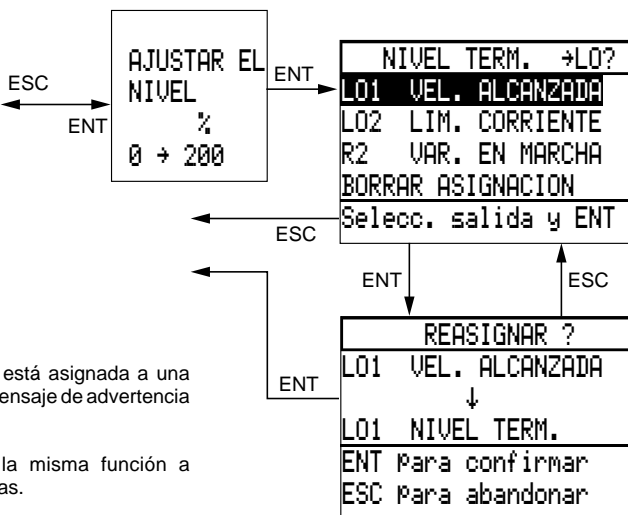 ESC
ENT
AJUSTAR EL
NIVEL
%
0 → 200
ENT
NIVEL TERM. →LO?
LO1 VEL. ALCANZADA
LO2 LIM. CORRIENTE
R2 VAR. EN MARCHA
BORRAR ASIGNACION
Selecc. salida y ENT
ESC
ENT
ESC
REASIGNAR ?
LO1 VEL. ALCANZADA
↓
LO1 NIVEL TERM.
ENT para confirmar
ESC para abandonar
ENT
está asignada a una
ensaje de advertencia
la misma función a
as.